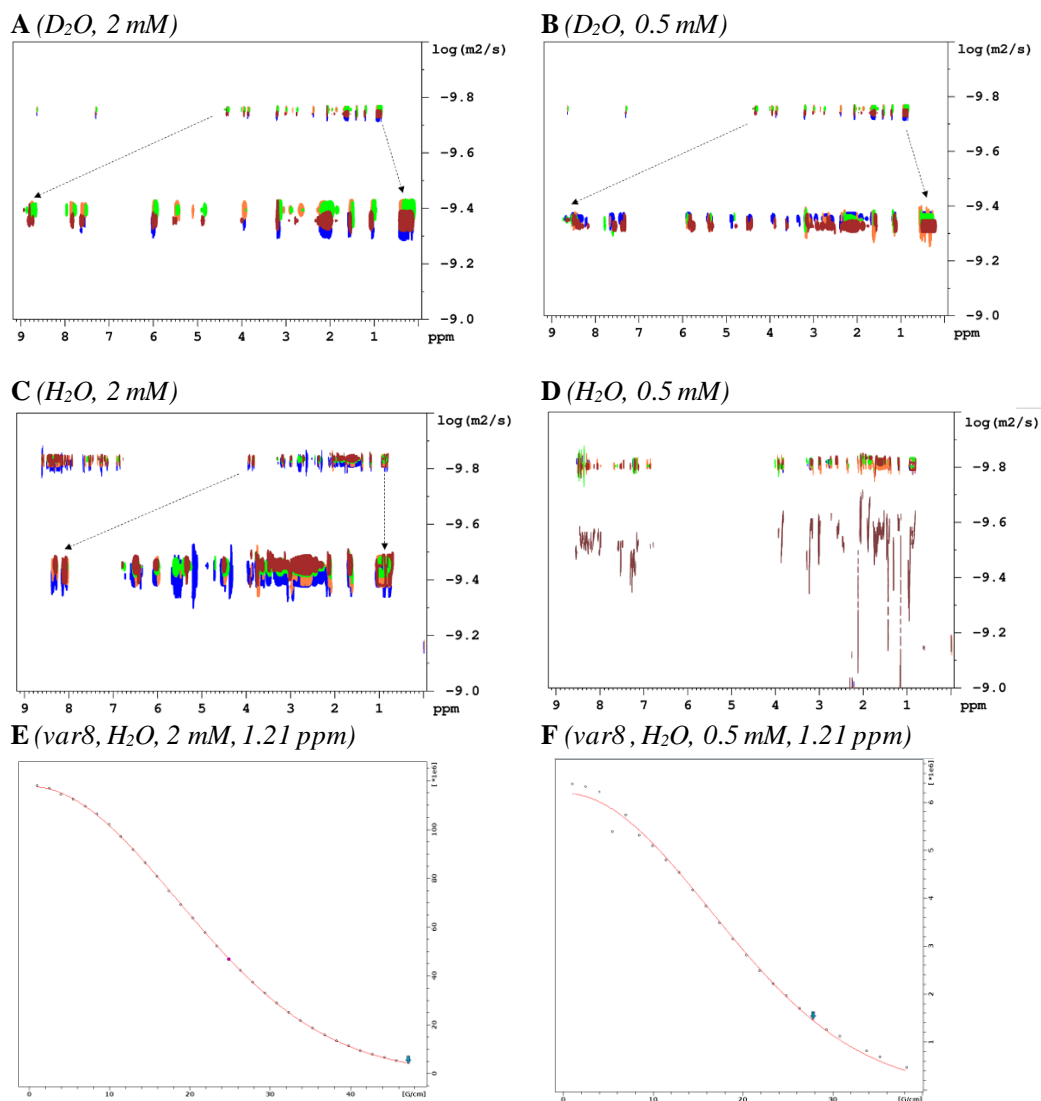 A (D₂O, 2 mM)
log(m2/s)
-9.8
-9.6
-9.4
-9.2
-9.0
9 8 7 6 5 4 3 2 1 ppm
B (D₂O, 0.5 mM)
log(m2/s)
-9.8
-9.6
-9.4
-9.2
-9.0
9 8 7 6 5 4 3 2 1 ppm
C (H₂O, 2 mM)
log(m2/s)
-9.8
-9.6
-9.4
-9.2
-9.0
9 8 7 6 5 4 3 2 1 ppm
D (H₂O, 0.5 mM)
log(m2/s)
-9.8
-9.6
-9.4
-9.2
-9.0
9 8 7 6 5 4 3 2 1 ppm
E (var8, H₂O, 2 mM, 1.21 ppm)
[ *1e6]
100
80
60
40
20
0
0 20 40 [G/cm]
F (var8 , H₂O, 0.5 mM, 1.21 ppm)
[ *1e6]
6
5
4
3
2
1
0 10 30 [G/cm]